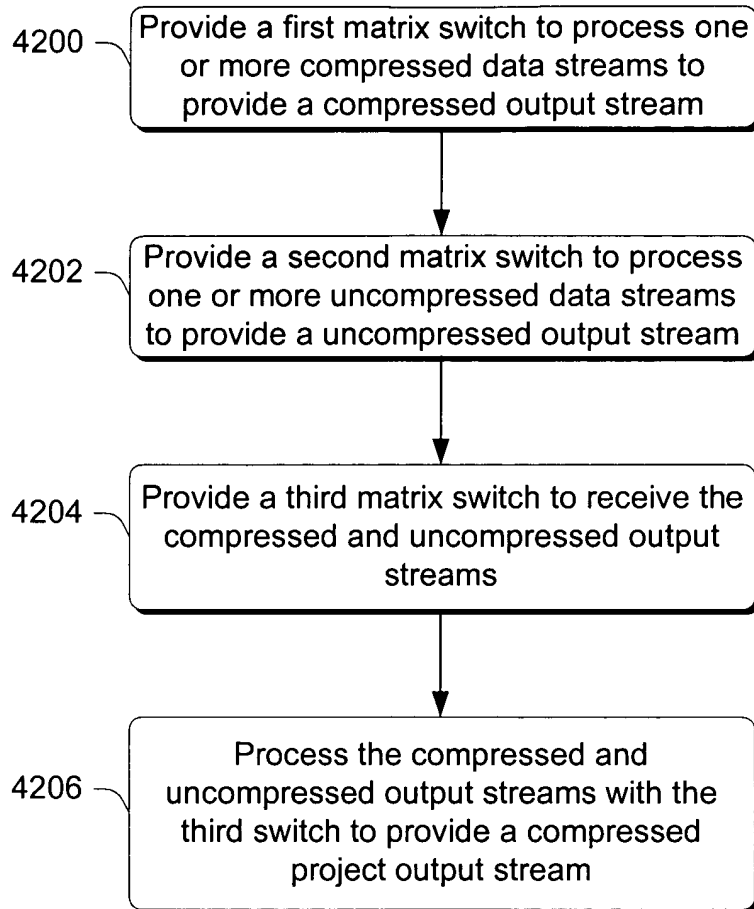 4200
Provide a first matrix switch to process one
or more compressed data streams to
provide a compressed output stream
4202
Provide a second matrix switch to process
one or more uncompressed data streams
to provide a uncompressed output stream
4204
Provide a third matrix switch to receive the
compressed and uncompressed output
streams
4206
Process the compressed and
uncompressed output streams with the
third switch to provide a compressed
project output stream